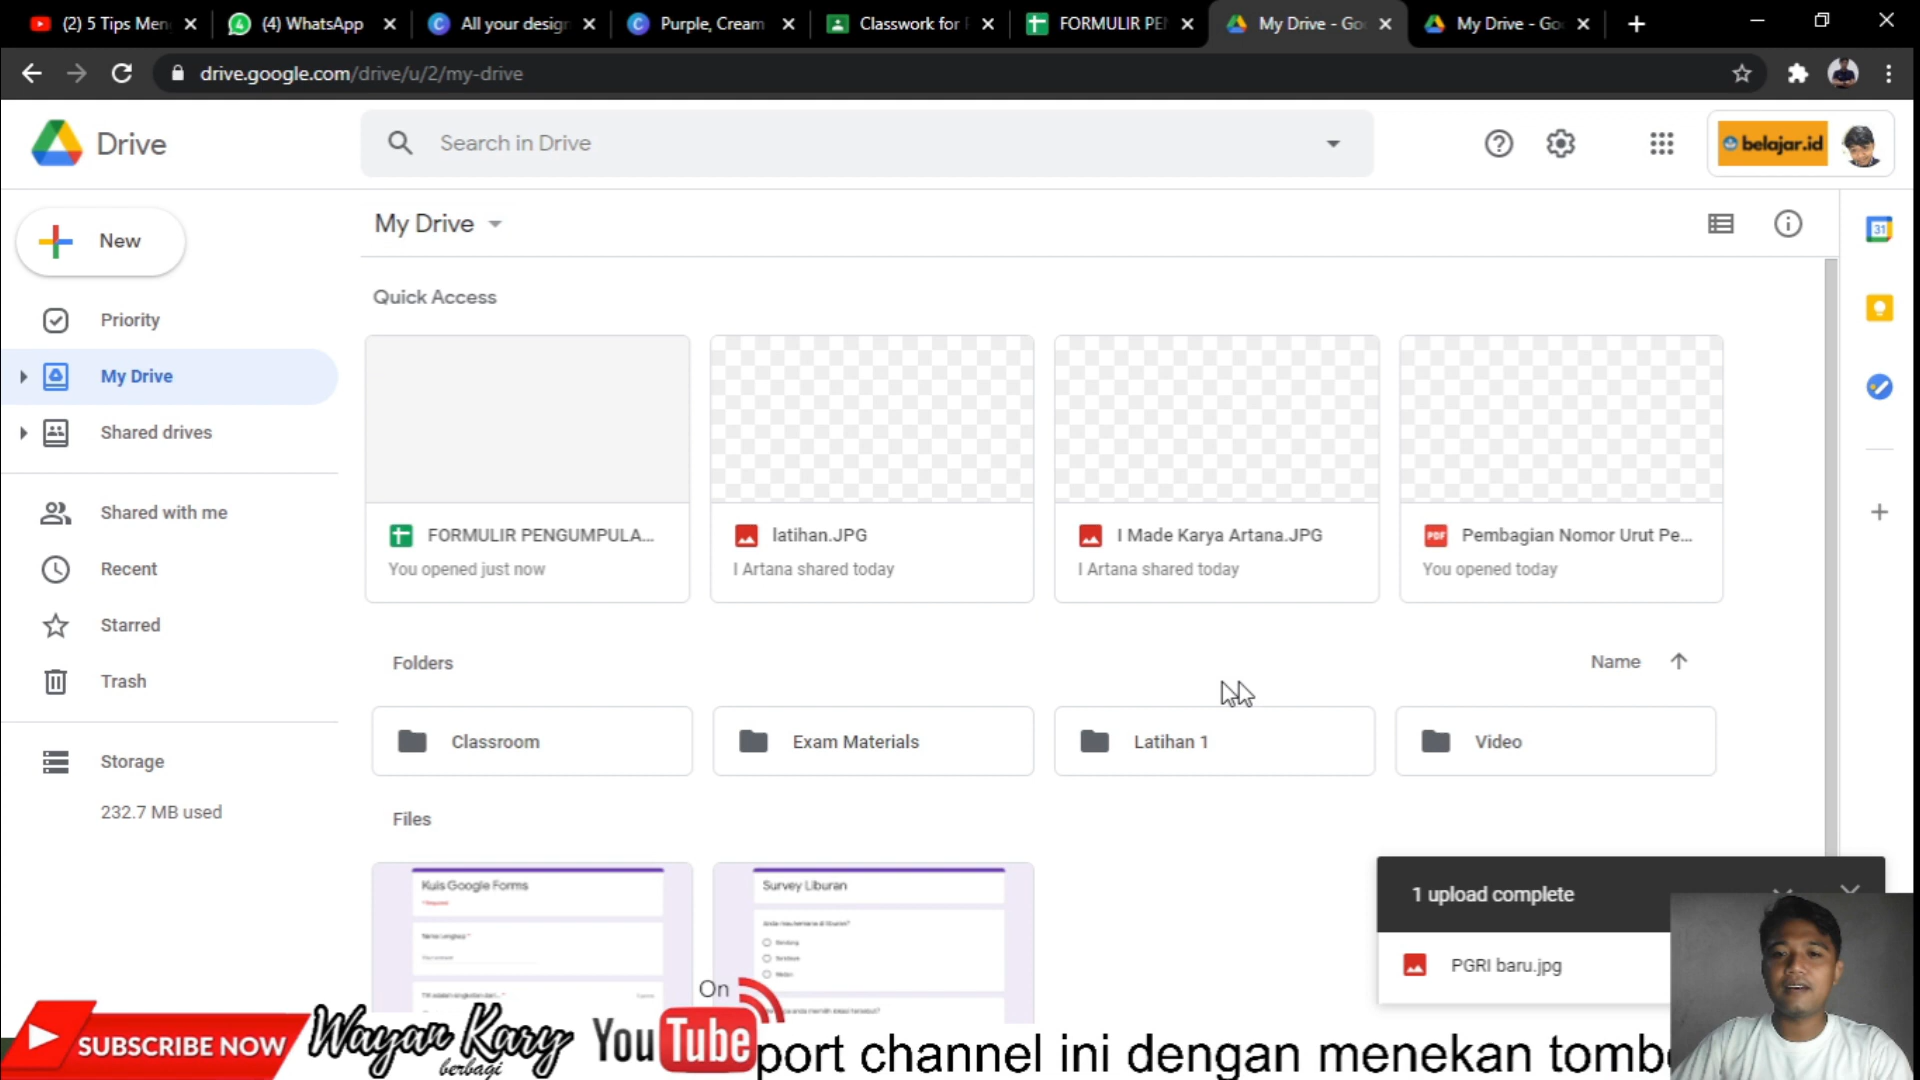 (2) 5 Tips Men
(4) WhatsApp
All your design
Purple, Cream
Classwork for
FORMULIR PE
My Drive - Go
My Drive - Go
drive.google.com/drive/u/2/my-drive
Drive
Search in Drive
belajar.id
New
My Drive
31
Priority
My Drive
Shared drives
Shared with me
Recent
Starred
Trash
Storage
232.7 MB used
Quick Access
FORMULIR PENGUMPULA...
You opened just now
latihan.JPG
I Artana shared today
I Made Karya Artana.JPG
I Artana shared today
PDF
Pembagian Nomor Urut Pe...
You opened today
Folders
Name
Classroom
Exam Materials
Latihan 1
Video
Files
Kuis Google Forms
Survey Liburan
1 upload complete
PGRI baru.jpg
SUBSCRIBE NOW
Wayan Kary
berbagi
On
YouTube
port channel ini dengan menekan tombo